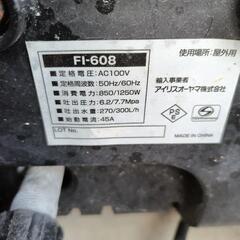 FI-608
使用場所:屋外用
■定格電圧:AC100V
■定格周波数:50Hz/60Hz
■消費電力:850/1250W
■吐出圧力:6.2/7.7Mpa
■吐出水量:270/300L/h
■始動電流:45A
LOT No.
輸入事業者
アイリスオーヤマ株式会社
PS
E
MADE IN CHINA